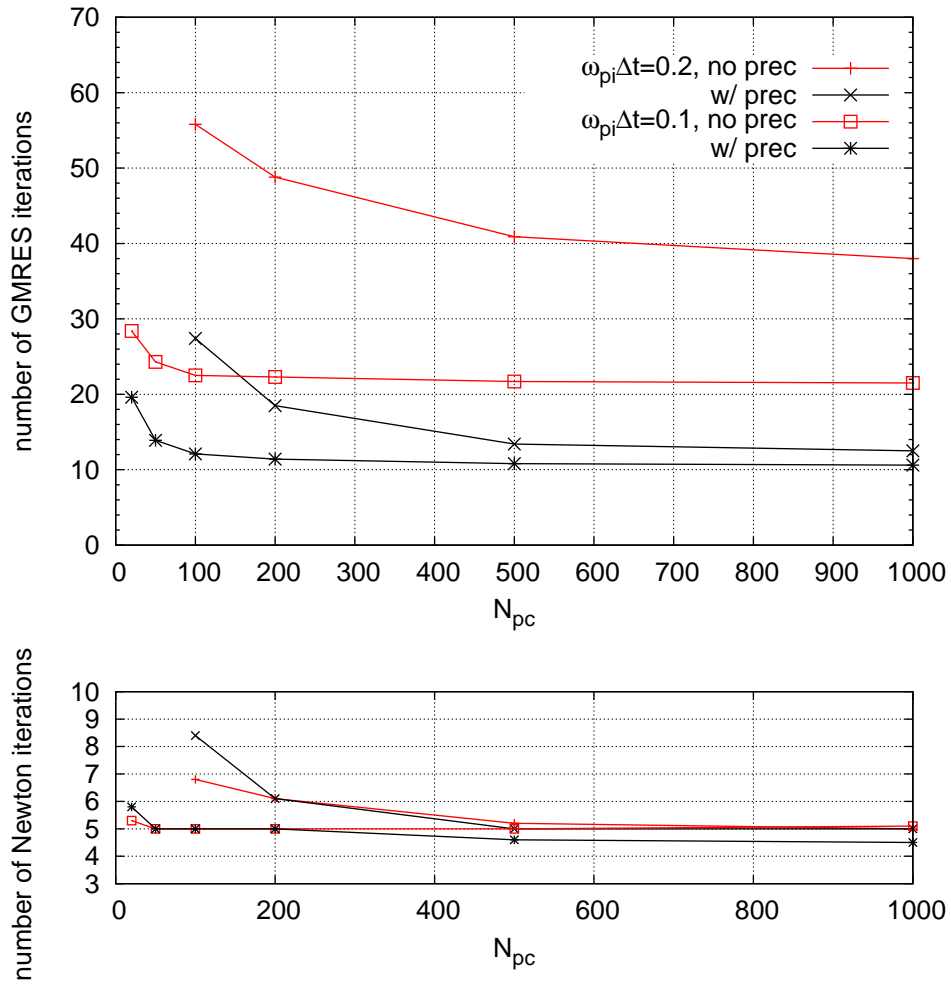 70
60
50
40
30
20
10
0
number of GMRES iterations
ω_pi Δt=0.2, no prec
w/ prec
ω_pi Δt=0.1, no prec
w/ prec
0 100 200 300 400 500 600 700 800 900 1000
N_pc
10
9
8
7
6
5
4
3
number of Newton iterations
0 200 400 600 800 1000
N_pc